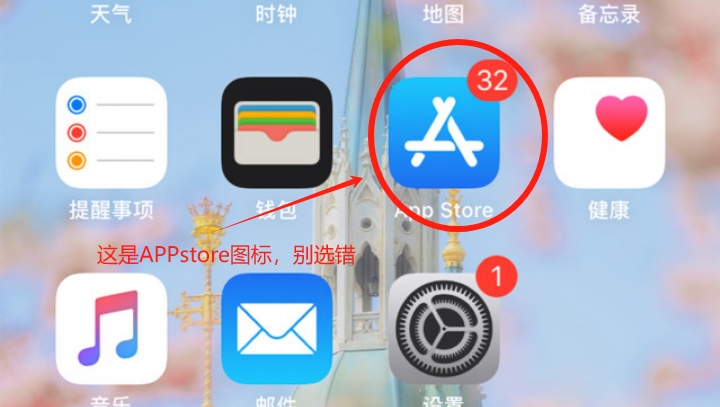 天气
时钟
地图
备忘录
32
提醒事项
钱包
App Store
健康
这是APPstore图标，别选错
1
音乐
邮件
设置